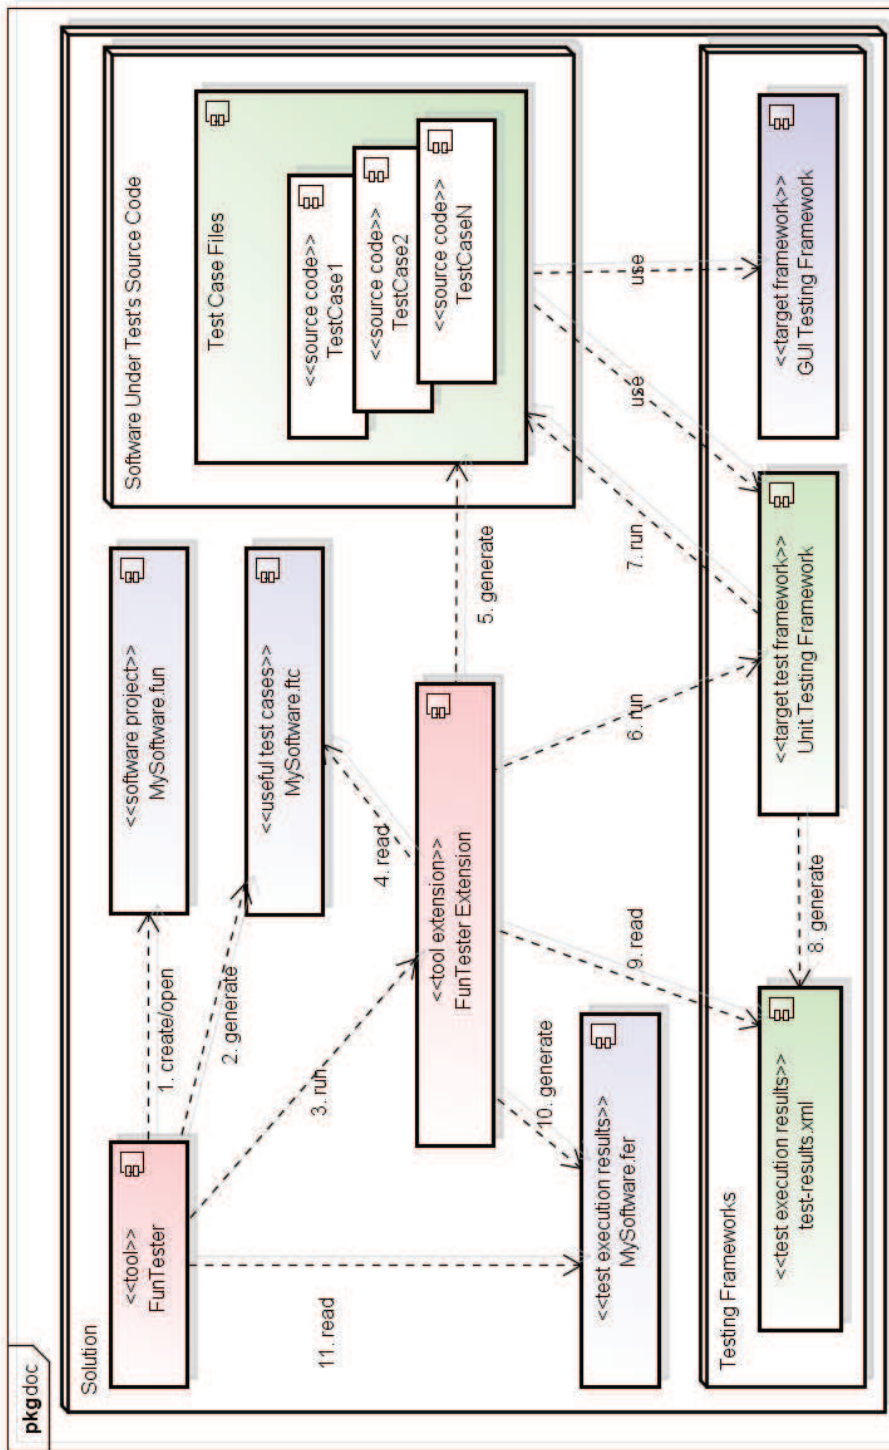 pkgdoc
Solution
<<tool>>
FunTester
1. create/open
<<software project>>
MySoftware.fun
2. generate
<<useful test cases>>
MySoftware.ftc
3. run
4. read
<<tool extension>>
FunTester Extension
5. generate
Software Under Test's Source Code
Test Case Files
<<source code>>
TestCase1
<<source code>>
TestCase2
<<source code>>
TestCaseN
11. read
10. generate
<<test execution results>>
MySoftware.fer
9. read
6. run
7. run
use
use
Testing Frameworks
<<test execution results>>
test-results.xml
8. generate
<<target test framework>>
Unit Testing Framework
<<target framework>>
GUI Testing Framework